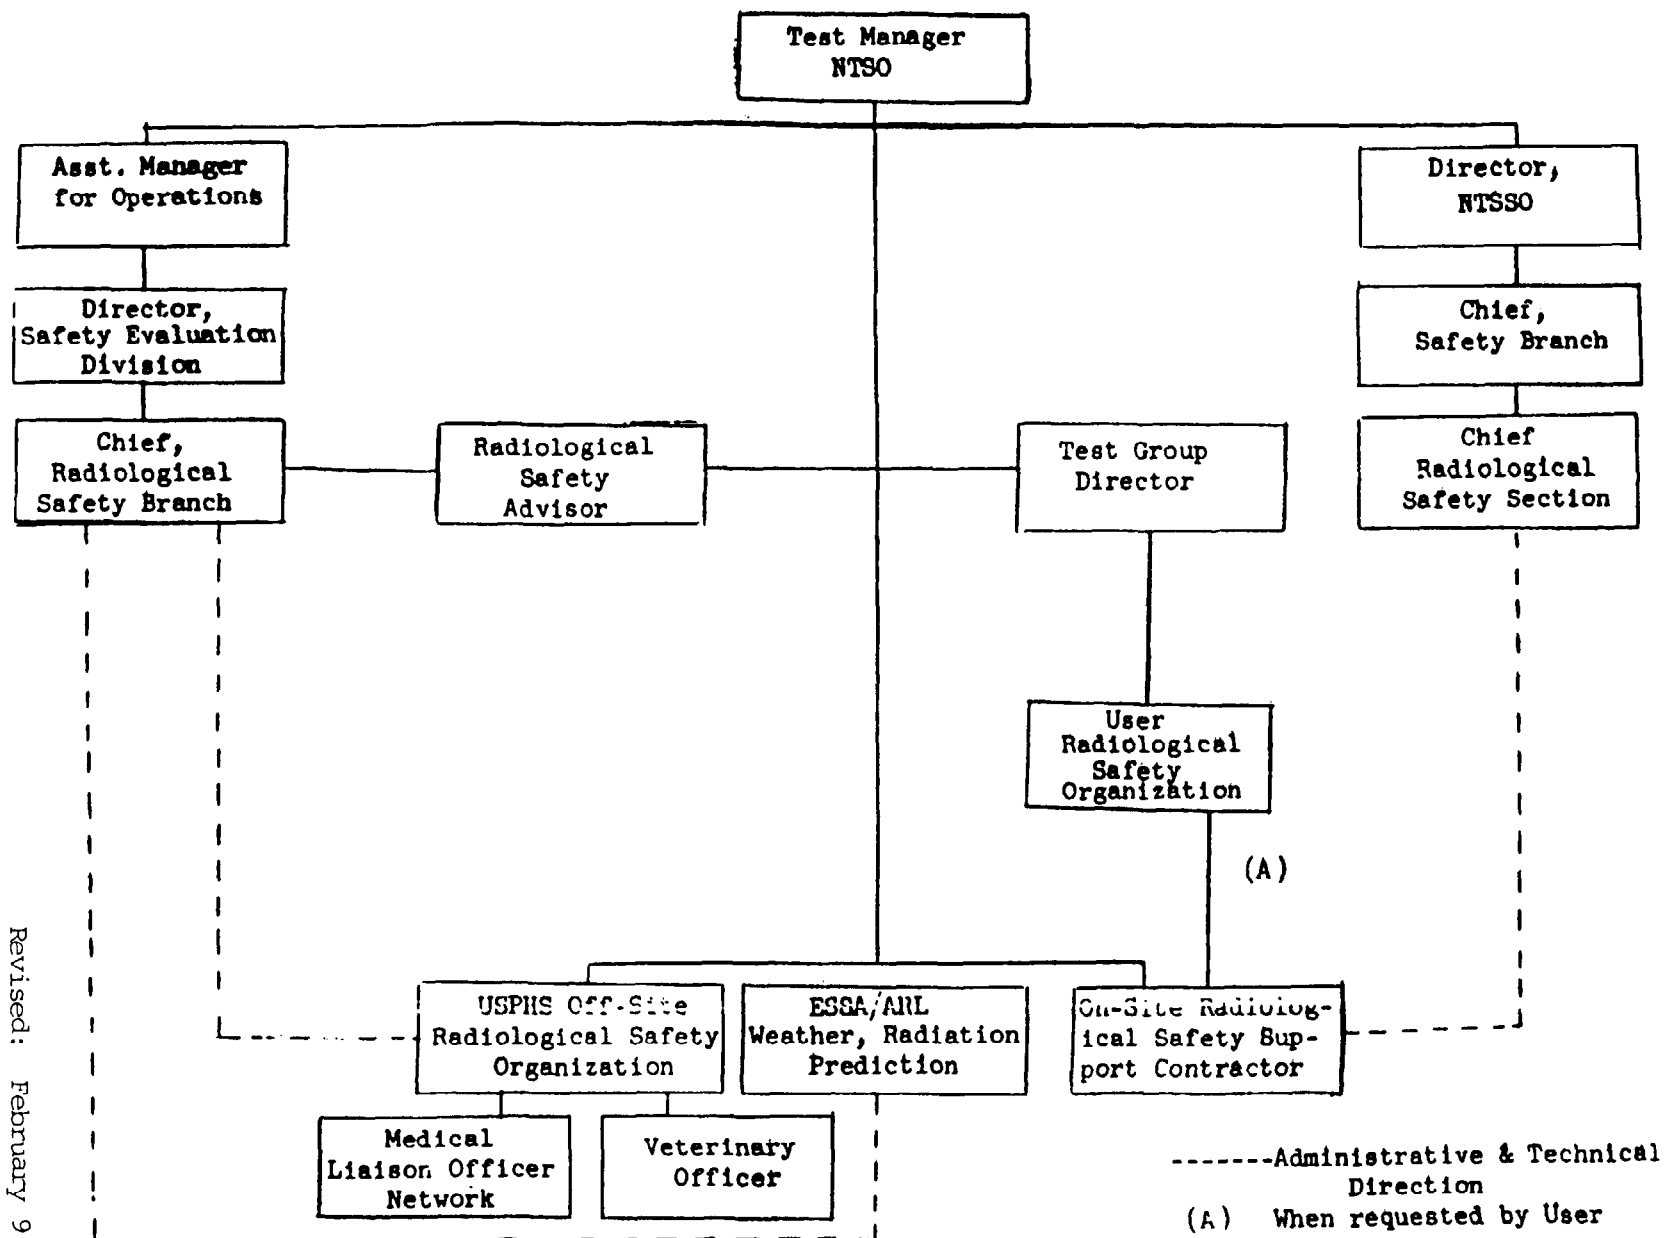 Test Manager
NTSO
Asst. Manager
for Operations
Director,
NTSSO
Director,
Safety Evaluation
Division
Chief,
Safety Branch
Chief,
Radiological
Safety Branch
Radiological
Safety
Advisor
Test Group
Director
Chief
Radiological
Safety Section
User
Radiological
Safety
Organization
(A)
USPHS Off-Site
Radiological Safety
Organization
ESSA/ARL
Weather, Radiation
Prediction
On-Site Radiolog-
ical Safety Sup-
port Contractor
Medical
Liaison Officer
Network
Veterinary
Officer
-------Administrative & Technical
Direction
(A) When requested by User
Revised: February 9